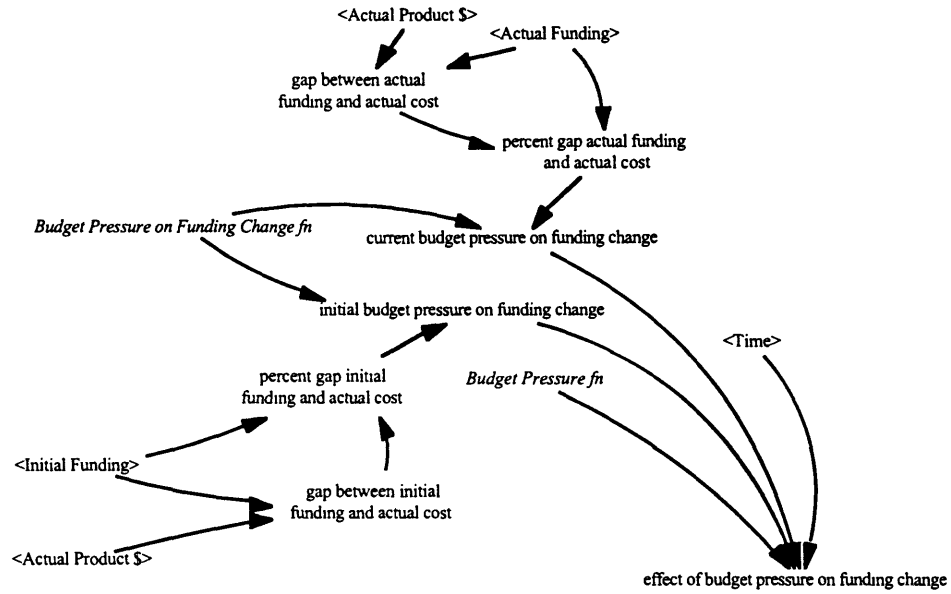 <Actual Product $>
<Actual Funding>
gap between actual
funding and actual cost
percent gap actual funding
and actual cost
Budget Pressure on Funding Change fn
current budget pressure on funding change
initial budget pressure on funding change
<Time>
percent gap initial
funding and actual cost
Budget Pressure fn
<Initial Funding>
gap between initial
funding and actual cost
<Actual Product $>
effect of budget pressure on funding change